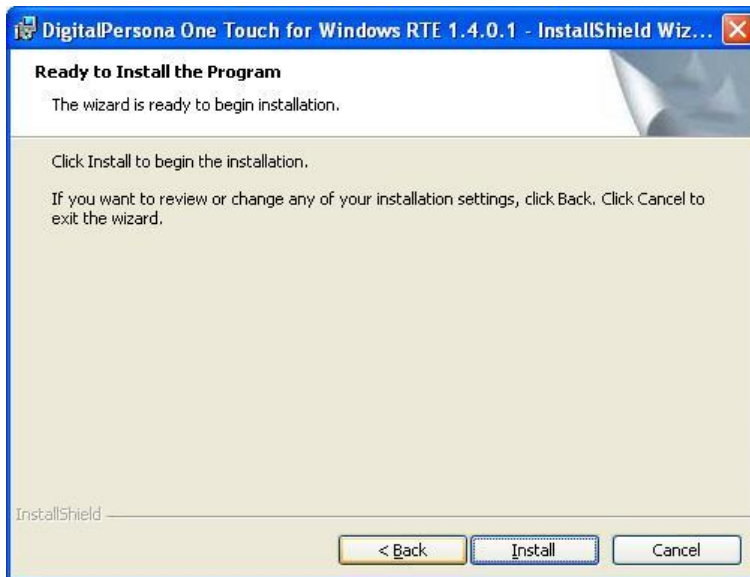 DigitalPersona One Touch for Windows RTE 1.4.0.1 - InstallShield Wiz...
Ready to Install the Program
The wizard is ready to begin installation.
Click Install to begin the installation.
If you want to review or change any of your installation settings, click Back. Click Cancel to
exit the wizard.
InstallShield
< Back
Install
Cancel